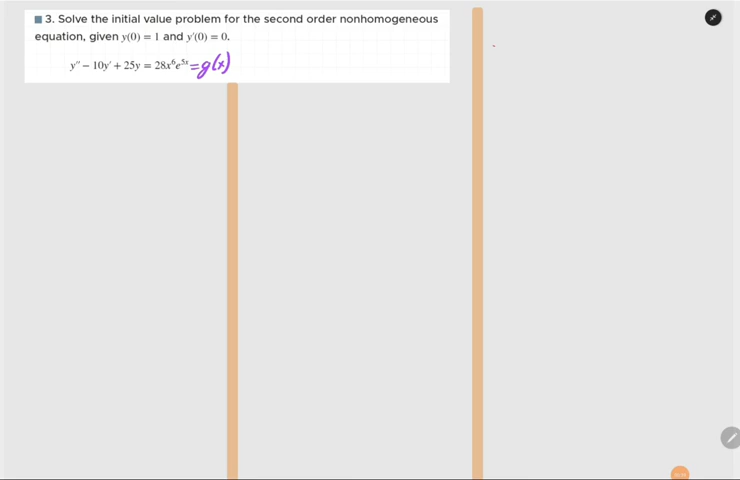 3. Solve the initial value problem for the second order nonhomogeneous
equation, given y(0) = 1 and y′(0) = 0.
y″ − 10y′ + 25y = 28x⁶e⁵ˣ = g(x)